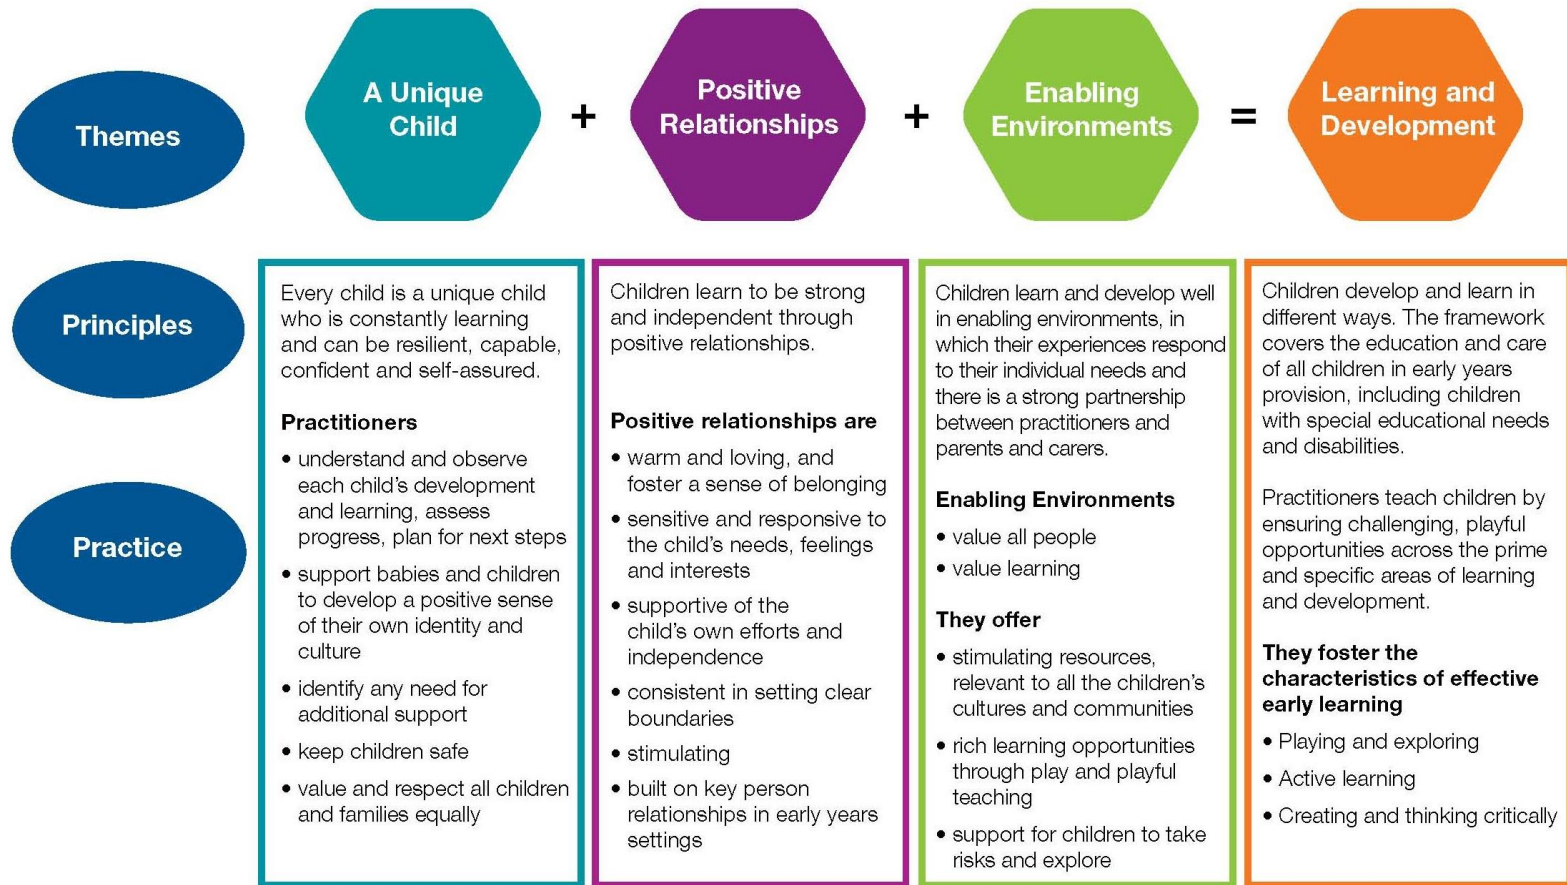 Themes
A Unique
Child
+
Positive
Relationships
+
Enabling
Environments
=
Learning and
Development
Principles
Practice
Every child is a unique child
who is constantly learning
and can be resilient, capable,
confident and self-assured.
Practitioners
• understand and observe
each child’s development
and learning, assess
progress, plan for next steps
• support babies and children
to develop a positive sense
of their own identity and
culture
• identify any need for
additional support
• keep children safe
• value and respect all children
and families equally
Children learn to be strong
and independent through
positive relationships.
Positive relationships are
• warm and loving, and
foster a sense of belonging
• sensitive and responsive to
the child’s needs, feelings
and interests
• supportive of the
child’s own efforts and
independence
• consistent in setting clear
boundaries
• stimulating
• built on key person
relationships in early years
settings
Children learn and develop well
in enabling environments, in
which their experiences respond
to their individual needs and
there is a strong partnership
between practitioners and
parents and carers.
Enabling Environments
• value all people
• value learning
They offer
• stimulating resources,
relevant to all the children’s
cultures and communities
• rich learning opportunities
through play and playful
teaching
• support for children to take
risks and explore
Children develop and learn in
different ways. The framework
covers the education and care
of all children in early years
provision, including children
with special educational needs
and disabilities.
Practitioners teach children by
ensuring challenging, playful
opportunities across the prime
and specific areas of learning
and development.
They foster the
characteristics of effective
early learning
• Playing and exploring
• Active learning
• Creating and thinking critically